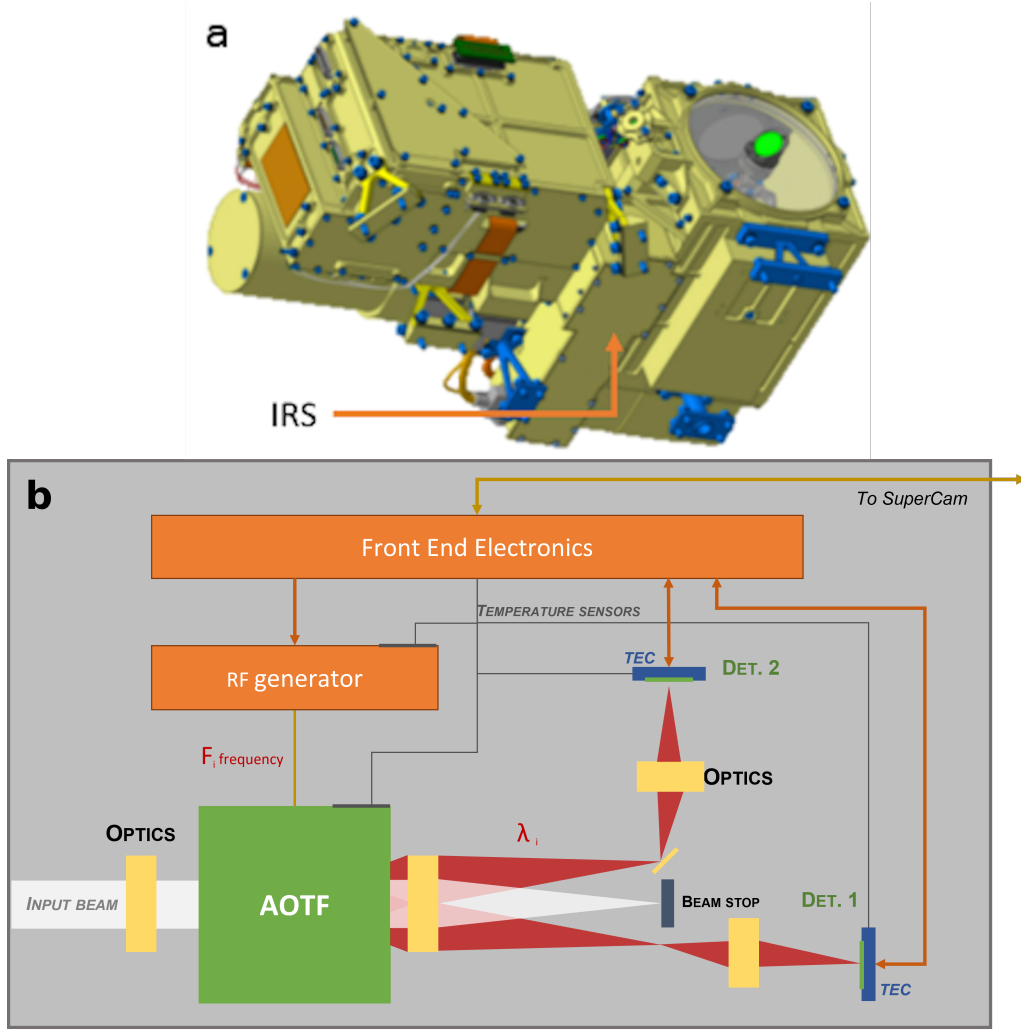 a
IRS
b
To SuperCam
Front End Electronics
TEMPERATURE SENSORS
RF generator
TEC
DET. 2
Fi frequency
OPTICS
OPTICS
λ i
INPUT BEAM
AOTF
BEAM STOP
DET. 1
TEC